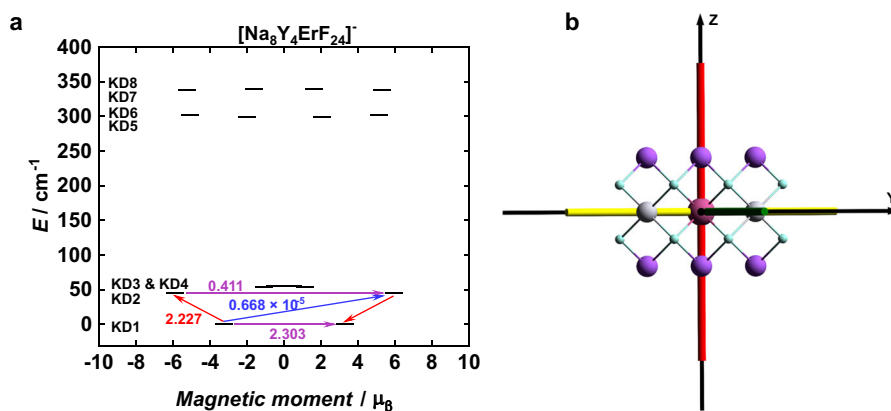 a
[Na₈Y₄ErF₂₄]⁻
b
400
350
300
250
200
150
100
50
0
E / cm⁻¹
KD8
KD7
KD6
KD5
KD3 & KD4
KD2
KD1
0.411
0.668 × 10⁻⁵
2.227
2.303
-10 -8 -6 -4 -2 0 2 4 6 8 10
Magnetic moment / μᵦ
Z
Y